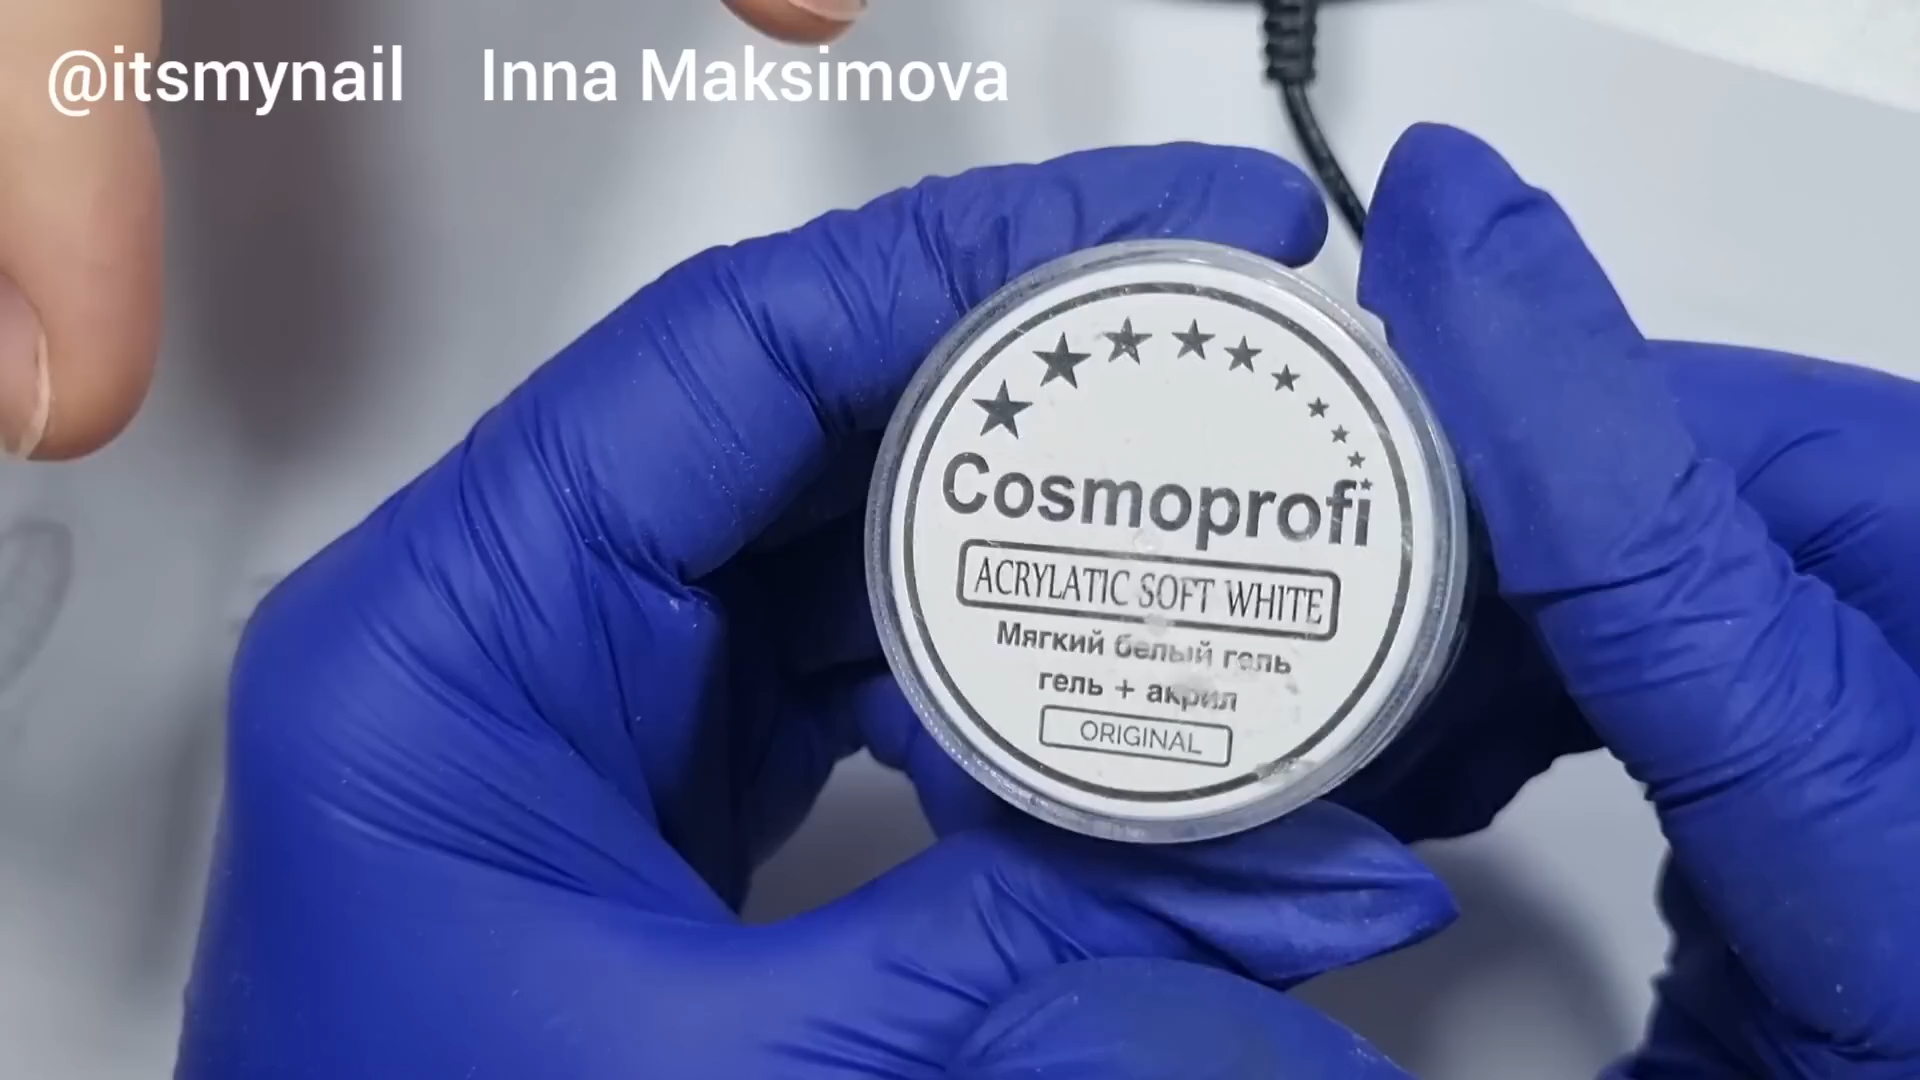 @itsmynail Inna Maksimova
Cosmoprofi
ACRYLATIC SOFT WHITE
Мягкий белый гель
гель + акрил
ORIGINAL